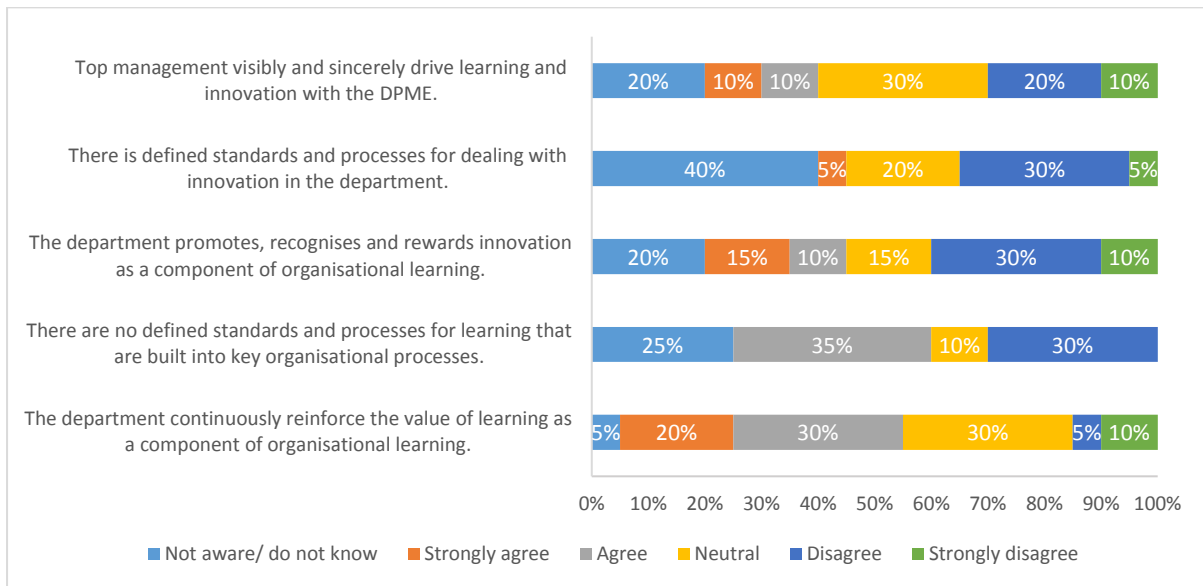 Top management visibly and sincerely drive learning and
innovation with the DPME.
20% 10% 10% 30% 20% 10%
There is defined standards and processes for dealing with
innovation in the department.
40% 5% 20% 30% 5%
The department promotes, recognises and rewards innovation
as a component of organisational learning.
20% 15% 10% 15% 30% 10%
There are no defined standards and processes for learning that
are built into key organisational processes.
25% 35% 10% 30%
The department continuously reinforce the value of learning as
a component of organisational learning.
5% 20% 30% 30% 5% 10%
0% 10% 20% 30% 40% 50% 60% 70% 80% 90% 100%
Not aware/ do not know Strongly agree Agree Neutral Disagree Strongly disagree